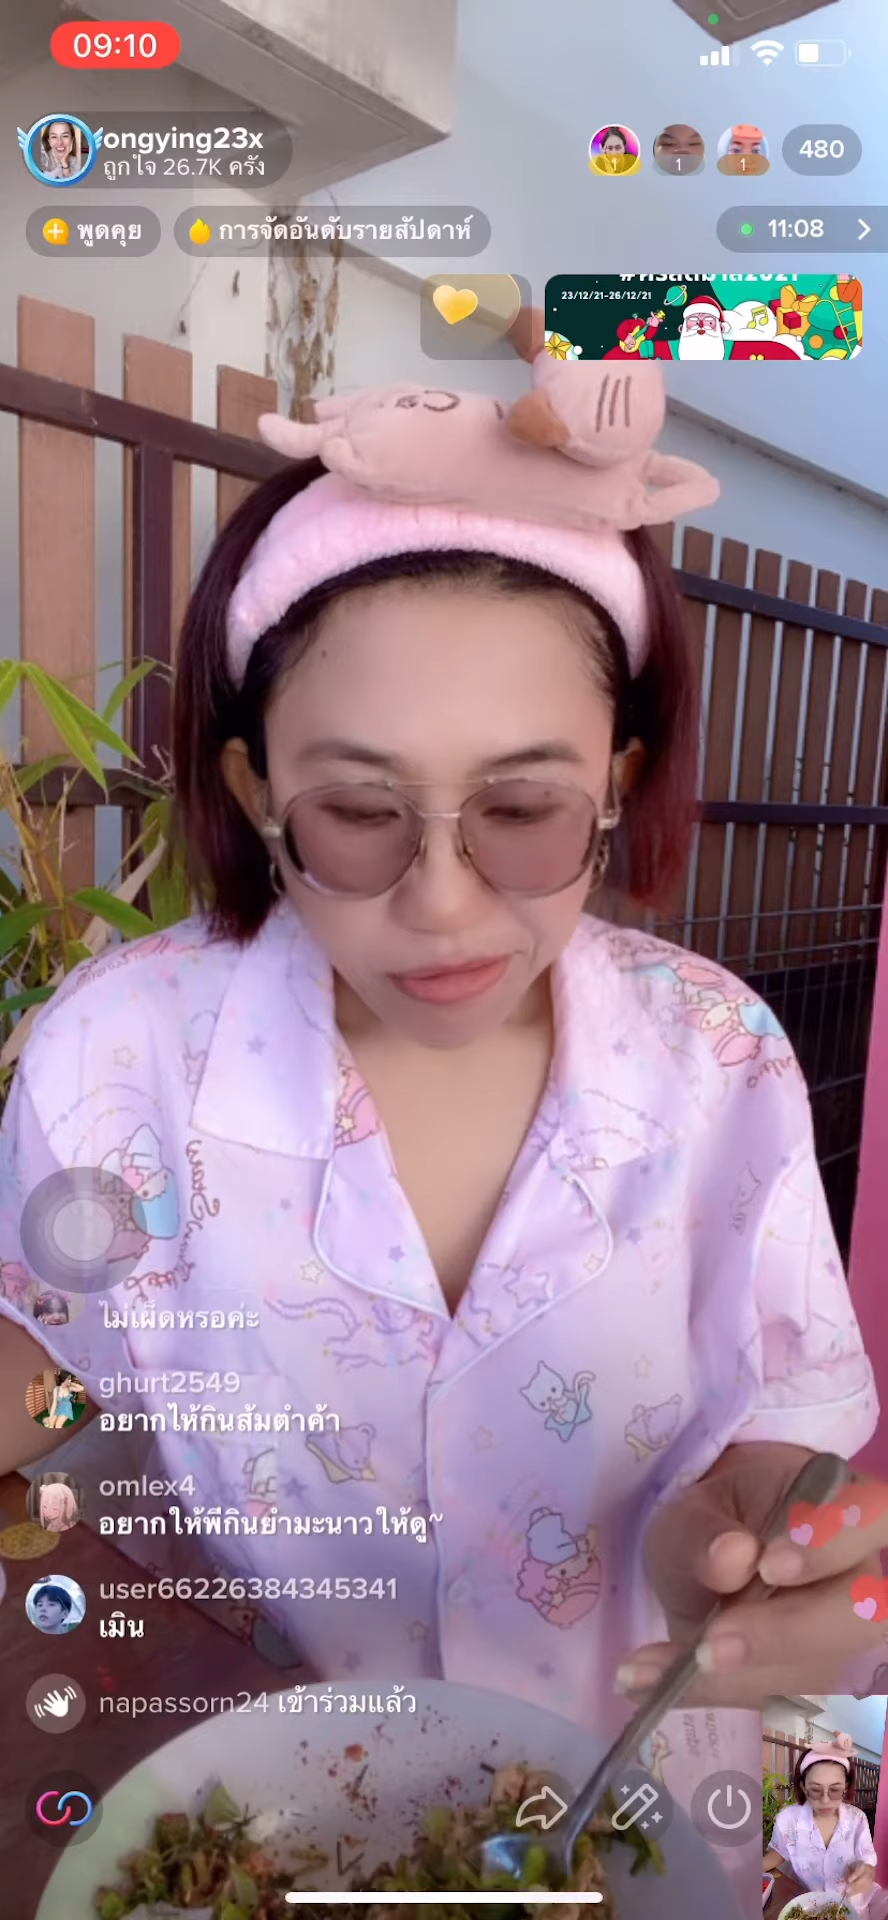 09:10
ongying23x
ถูกใจ 26.7K ครั้ง
1
1
1
480
พูดคุย
การจัดอันดับรายสัปดาห์
11:08
23/12/21-26/12/21
ไม่เผ็ดหรอค่ะ
ghurt2549
อยากไห้กินส้มตำค้า
omlex4
อยากให้พี่กินยำมะนาวให้ดู~
user66226384345341
เมิน
napassorn24 เข้าร่วมแล้ว